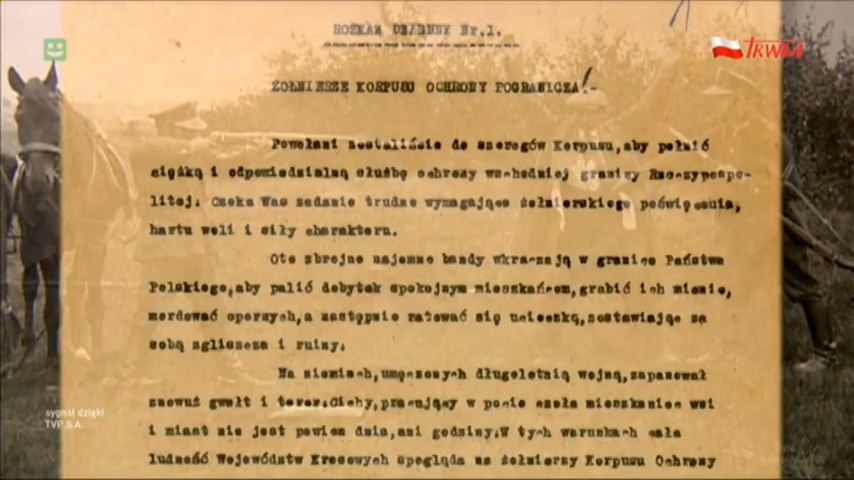 ROZKAZ DZIENNY Nr.1.
TRWAM
ŻOŁNIERZE KORPUSU OCHRONY POGRANICZA!-
Powołani zostaliście do szeregów Korpusu, aby pełnić
ciężką i odpowiedzialną służbę ochrony wschodniej granicy Rzeczypospo-
litej. Czeka Was zadanie trudne wymagające żołnierskiego poświęcenia,
hartu woli i siły charakteru.
Oto zbrojne najemne bandy wkraczają w granice Państwa
Polskiego, aby palić dobytek spokojnym mieszkańcom, grabić ich mienie,
mordować opornych, a następnie ratować się ucieczką, zostawiając za
sobą zgliszcza i ruiny.
Na ziemiach, umęczonych długoletnią wojną, zapanował
znowuż gwałt i teror. Cichy, pracujący w pocie czoła mieszkaniec wsi
i miast nie jest pewien dnia, ani godziny. W tych warunkach cała
ludność Województw Kresowych spogląda na żołnierzy Korpusu Ochrony
sygnał dzięki
TVP S.A.